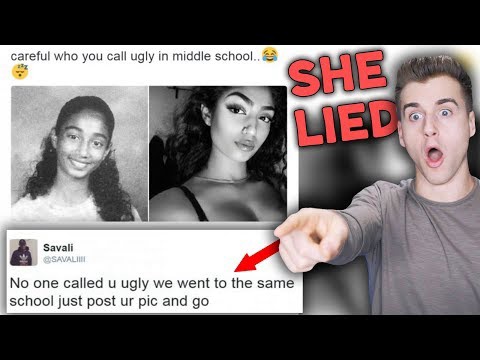 careful who you call ugly in middle school..😂
😴
SHE
LIED
Savali
@SAVALIIII
No one called u ugly we went to the same
school just post ur pic and go